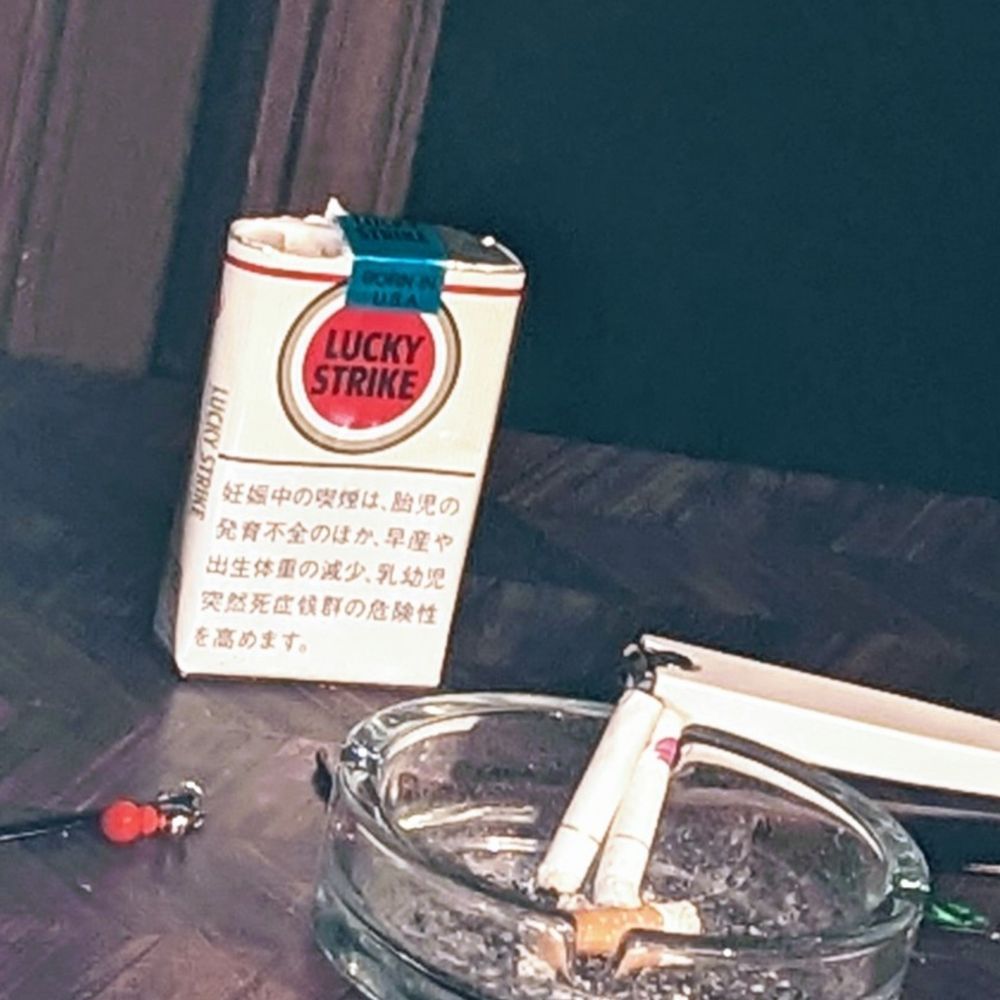 LUCKY
STRIKE
BORN IN
U.S.A.
LUCKY
STRIKE
LUCKY STRIKE
妊娠中の喫煙は、胎児の
発育不全のほか、早産や
出生体重の減少、乳幼児
突然死症候群の危険性
を高めます。